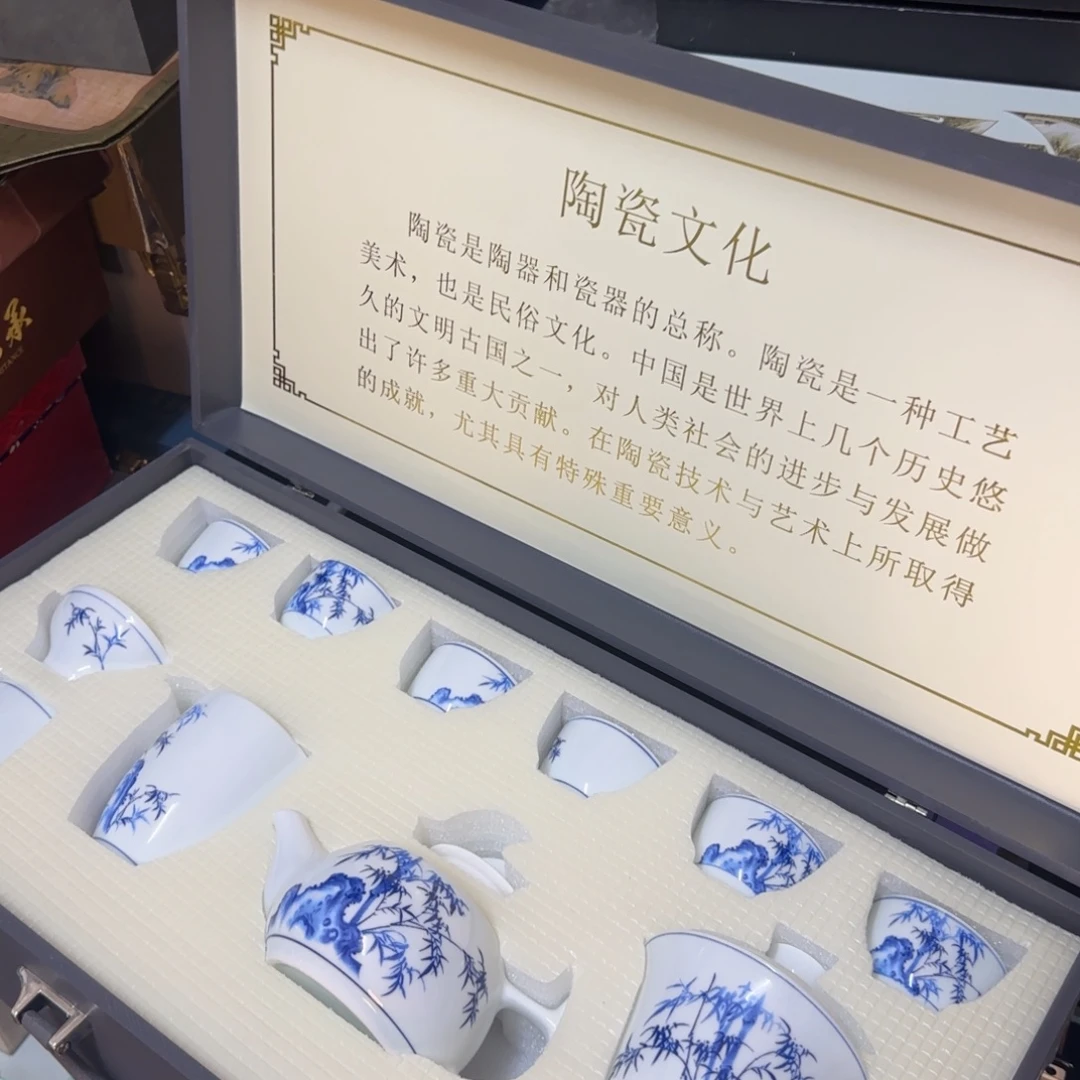 陶瓷文化
陶瓷是陶器和瓷器的总称。陶瓷是一种工艺
美术，也是民俗文化。中国是世界上几个历史悠
久的文明古国之一，对人类社会的进步与发展做
出了许多重大贡献。在陶瓷技术与艺术上所取得
的成就，尤其具有特殊重要意义。